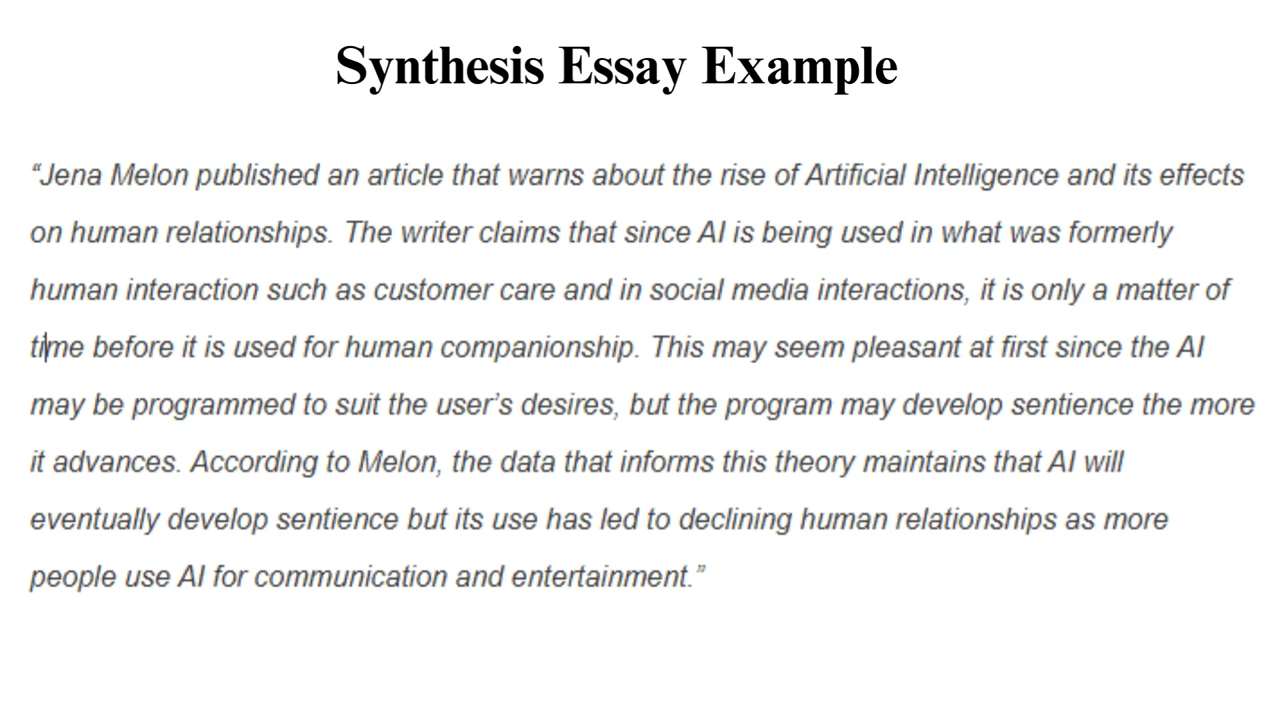 Synthesis Essay Example
“Jena Melon published an article that warns about the rise of Artificial Intelligence and its effects
on human relationships. The writer claims that since AI is being used in what was formerly
human interaction such as customer care and in social media interactions, it is only a matter of
time before it is used for human companionship. This may seem pleasant at first since the AI
may be programmed to suit the user’s desires, but the program may develop sentience the more
it advances. According to Melon, the data that informs this theory maintains that AI will
eventually develop sentience but its use has led to declining human relationships as more
people use AI for communication and entertainment.”